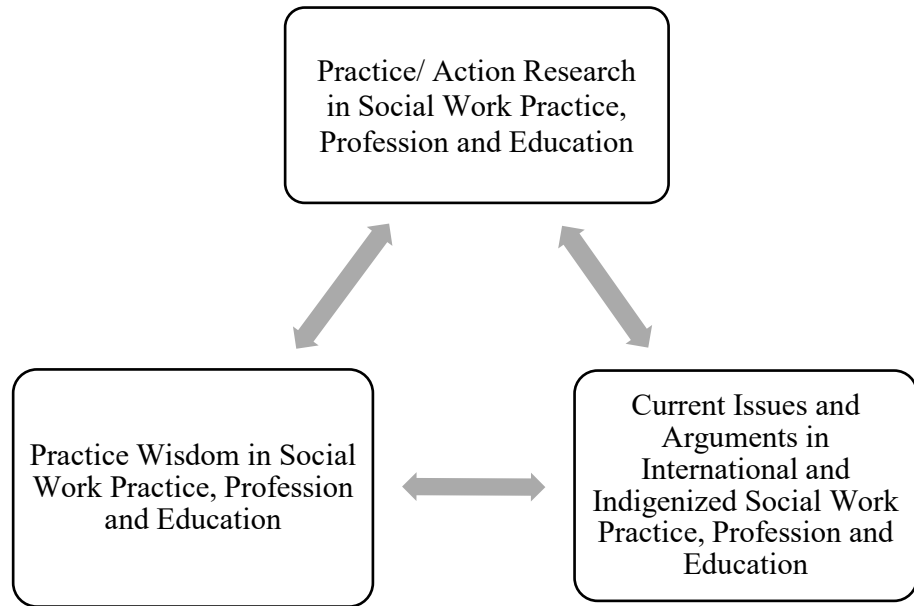 Practice/ Action Research
in Social Work Practice,
Profession and Education
Practice Wisdom in Social
Work Practice, Profession
and Education
Current Issues and
Arguments in
International and
Indigenized Social Work
Practice, Profession and
Education